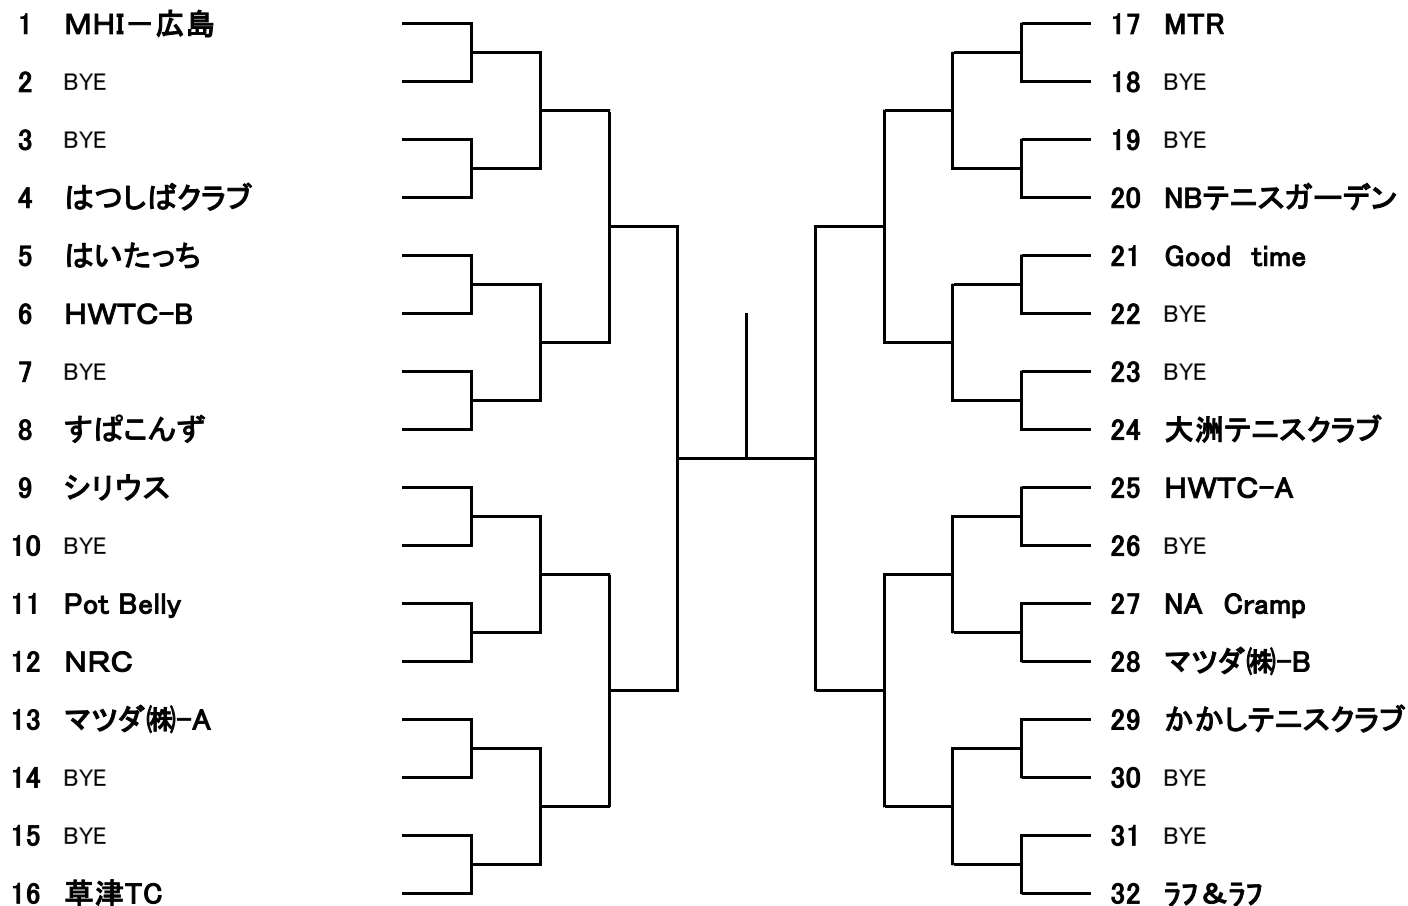 1 MHI－広島
2 BYE
3 BYE
4 はつしばクラブ
5 はいたっち
6 HWTC-B
7 BYE
8 すぱこんず
9 シリウス
10 BYE
11 Pot Belly
12 NRC
13 マツダ㈱-A
14 BYE
15 BYE
16 草津TC
17 MTR
18 BYE
19 BYE
20 NBテニスガーデン
21 Good　time
22 BYE
23 BYE
24 大洲テニスクラブ
25 HWTC-A
26 BYE
27 NA　Cramp
28 マツダ㈱-B
29 かかしテニスクラブ
30 BYE
31 BYE
32 ﾗﾌ＆ﾗﾌ